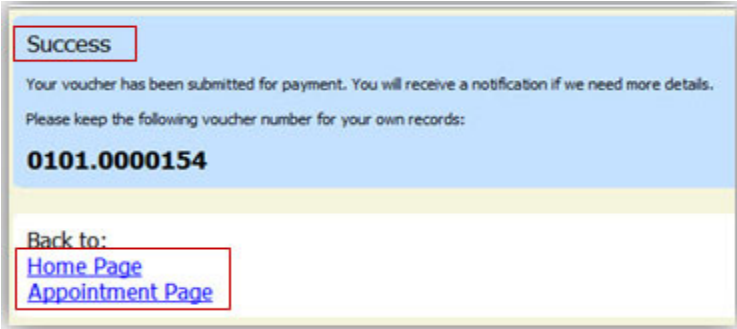 Success
Your voucher has been submitted for payment. You will receive a notification if we need more details.
Please keep the following voucher number for your own records:
0101.0000154
Back to:
Home Page
Appointment Page